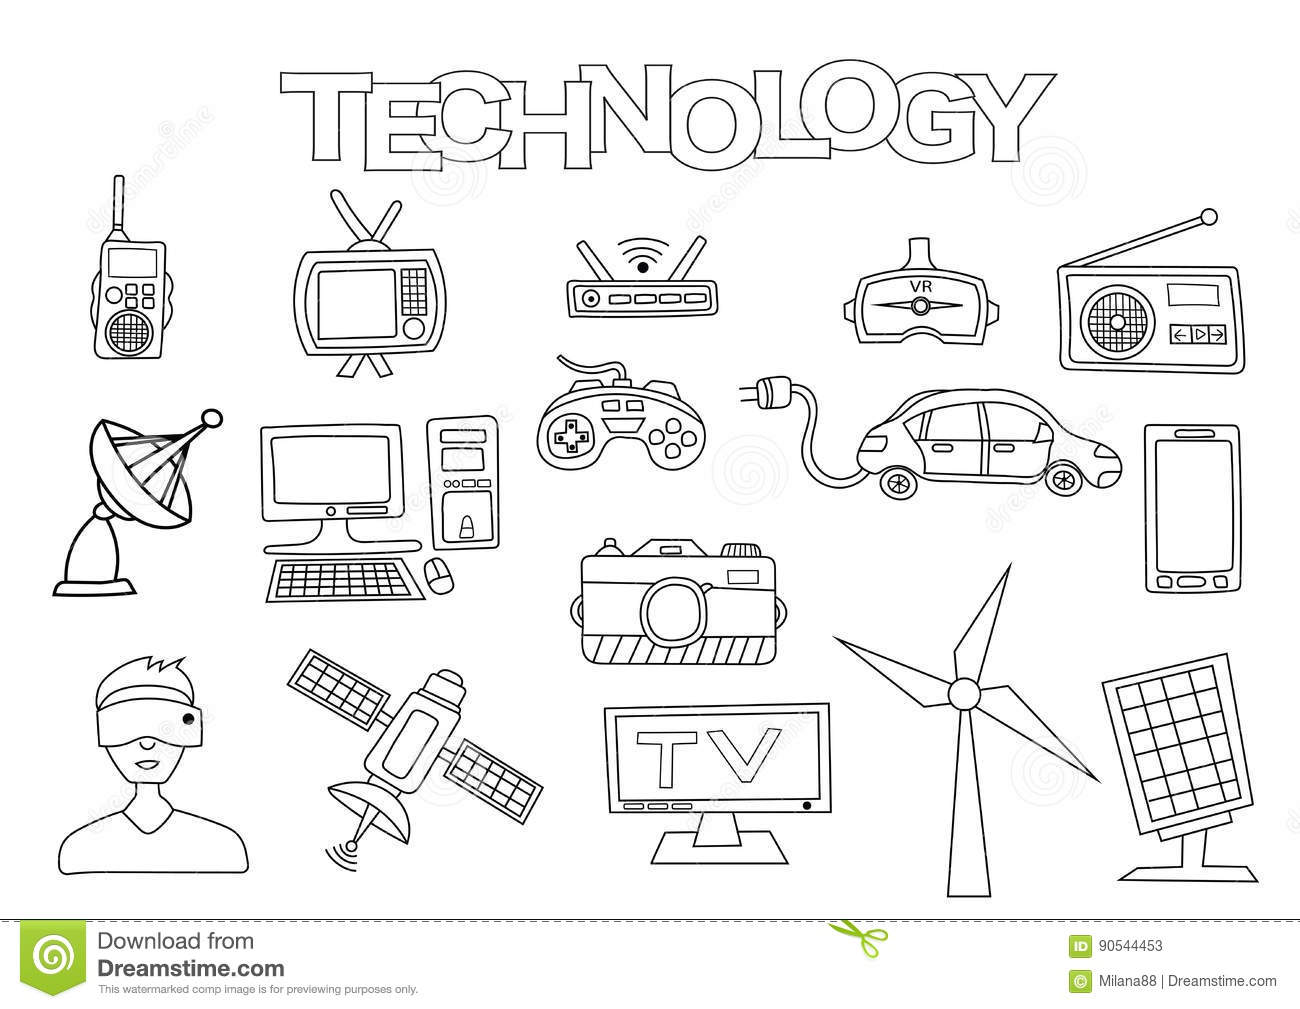 TECHNOLOGY
VR
TV
Download from
Dreamstime.com
This watermarked comp image is for previewing purposes only.
ID 90544453
© Milana88 | Dreamstime.com